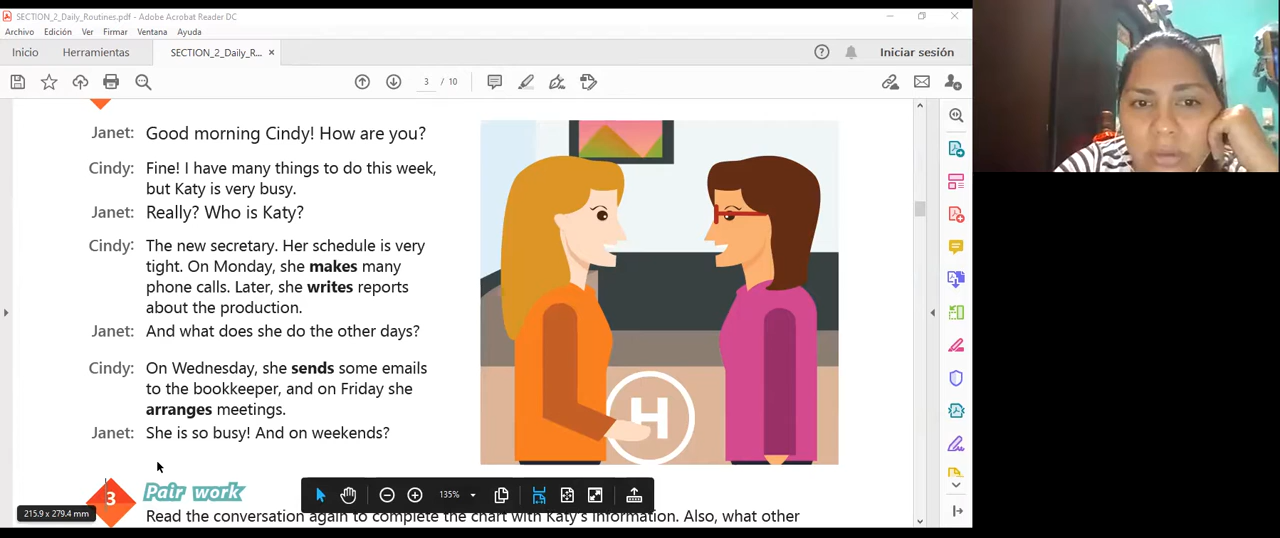 SECTION_2_Daily_Routines.pdf - Adobe Acrobat Reader DC
Archivo Edición Ver Firmar Ventana Ayuda
Inicio Herramientas SECTION_2_Daily_R... × Iniciar sesión
3 / 10
Janet: Good morning Cindy! How are you?
Cindy: Fine! I have many things to do this week,
but Katy is very busy.
Janet: Really? Who is Katy?
Cindy: The new secretary. Her schedule is very
tight. On Monday, she makes many
phone calls. Later, she writes reports
about the production.
Janet: And what does she do the other days?
Cindy: On Wednesday, she sends some emails
to the bookkeeper, and on Friday she
arranges meetings.
Janet: She is so busy! And on weekends?
H
3 Pair work
135%
215.9 x 279.4 mm
Read the conversation again to complete the chart with Katy's information. Also, what other